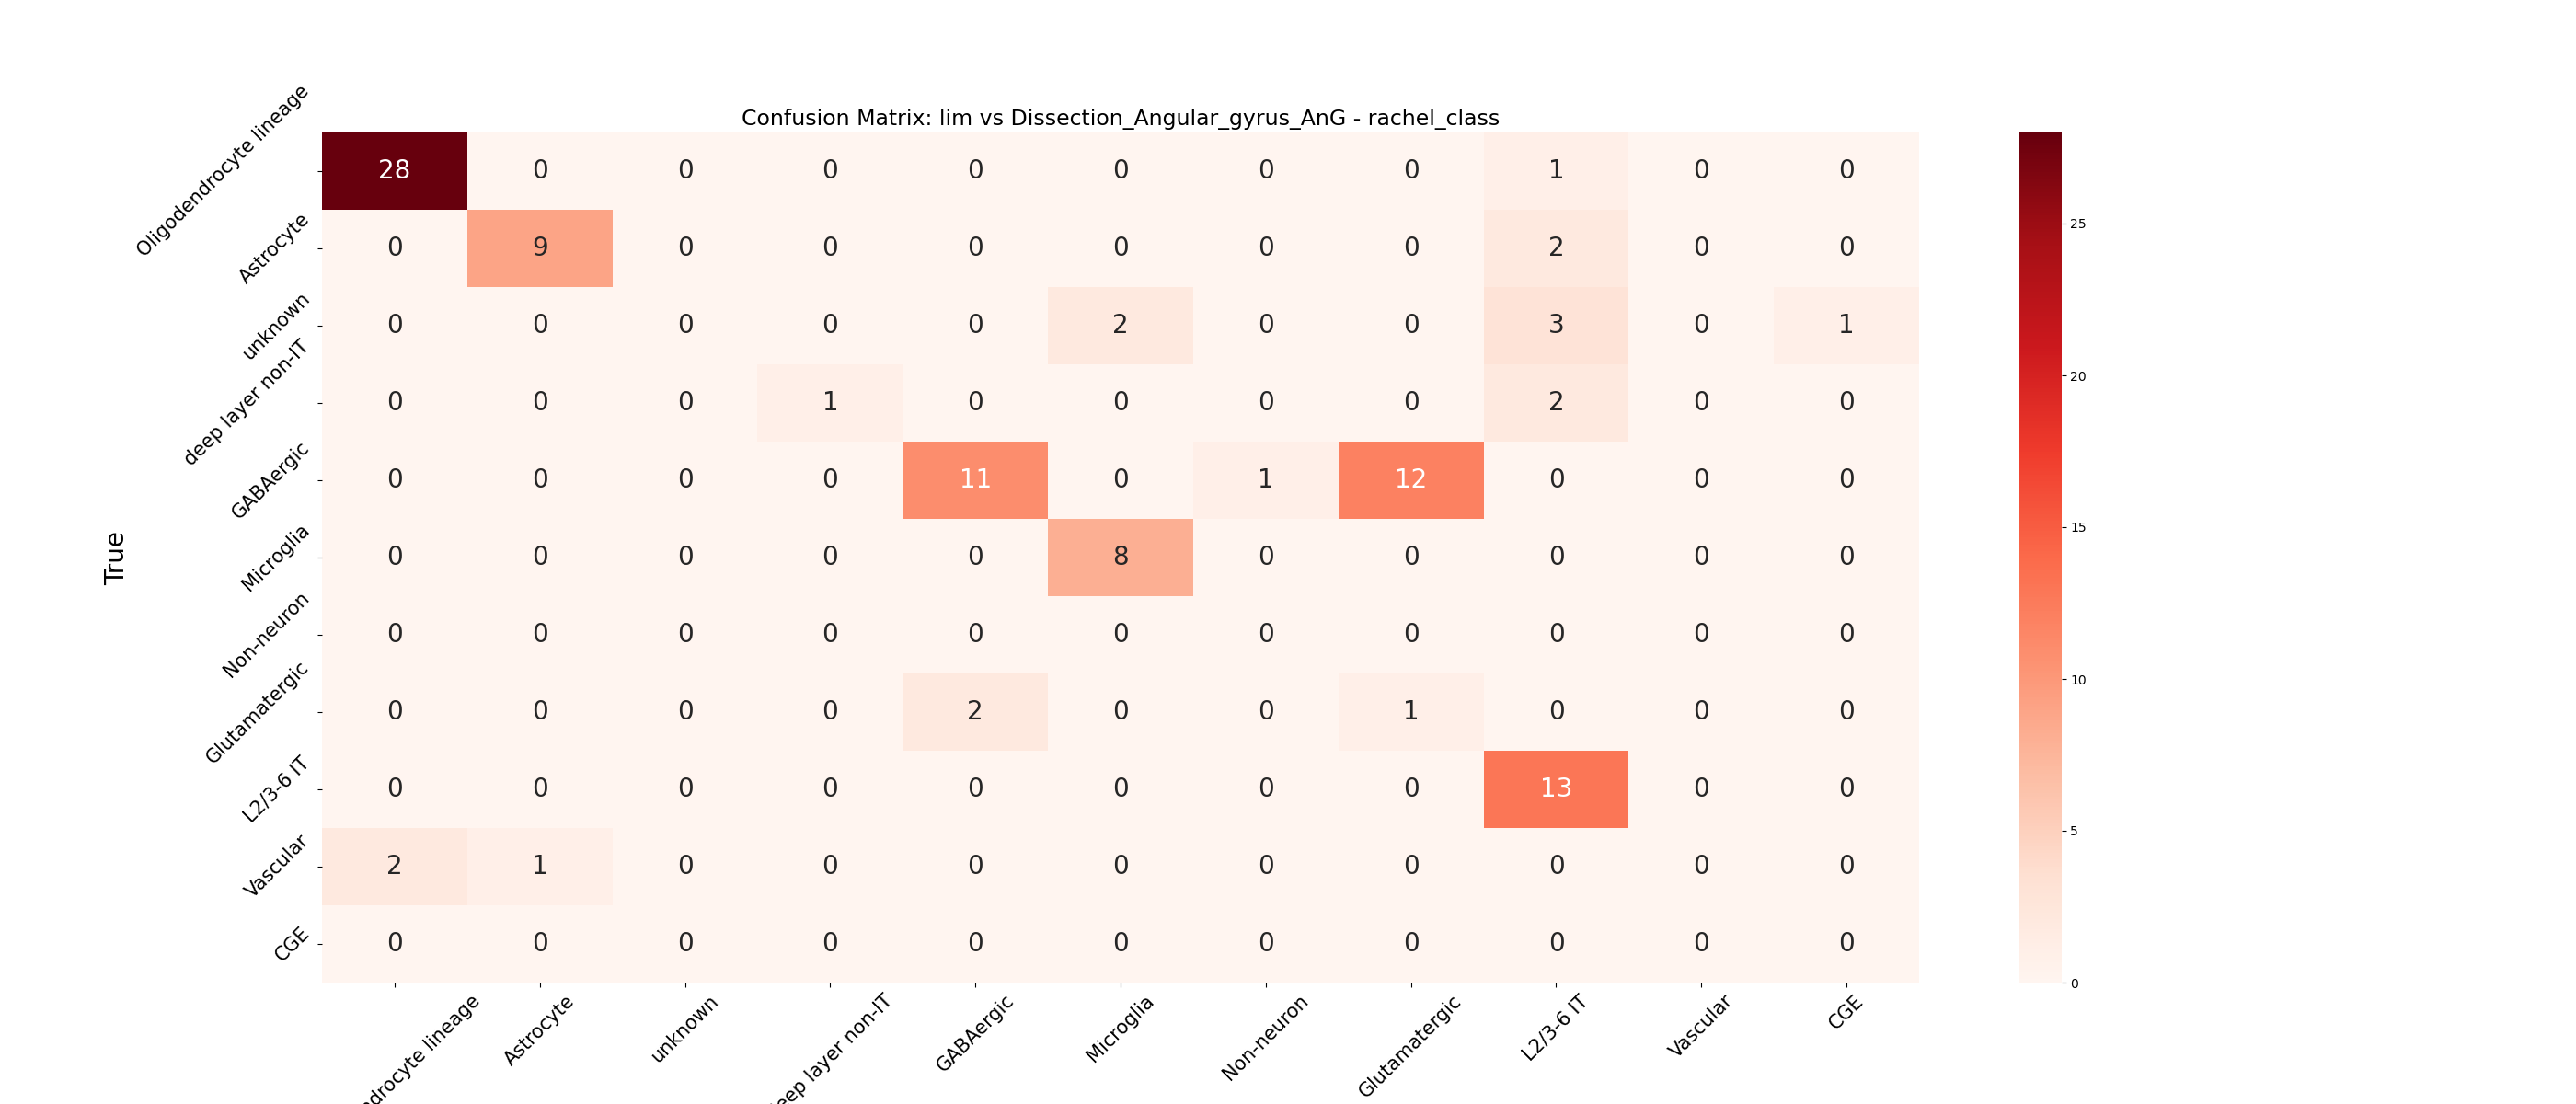 Confusion Matrix: lim vs Dissection_Angular_gyrus_AnG - rachel_class
True
Oligodendrocyte lineage 28 0 0 0 0 0 0 0 1 0 0
Astrocyte 0 9 0 0 0 0 0 0 2 0 0
unknown 0 0 0 0 0 2 0 0 3 0 1
deep layer non-IT 0 0 0 1 0 0 0 0 2 0 0
GABAergic 0 0 0 0 11 0 1 12 0 0 0
Microglia 0 0 0 0 0 8 0 0 0 0 0
Non-neuron 0 0 0 0 0 0 0 0 0 0 0
Glutamatergic 0 0 0 0 2 0 0 1 0 0 0
L2/3-6 IT 0 0 0 0 0 0 0 0 13 0 0
Vascular 2 1 0 0 0 0 0 0 0 0 0
CGE 0 0 0 0 0 0 0 0 0 0 0
lineage
Astrocyte
unknown
layer non-IT
GABAergic
Microglia
Non-neuron
Glutamatergic
L2/3-6 IT
Vascular
CGE
25
20
15
10
5
0